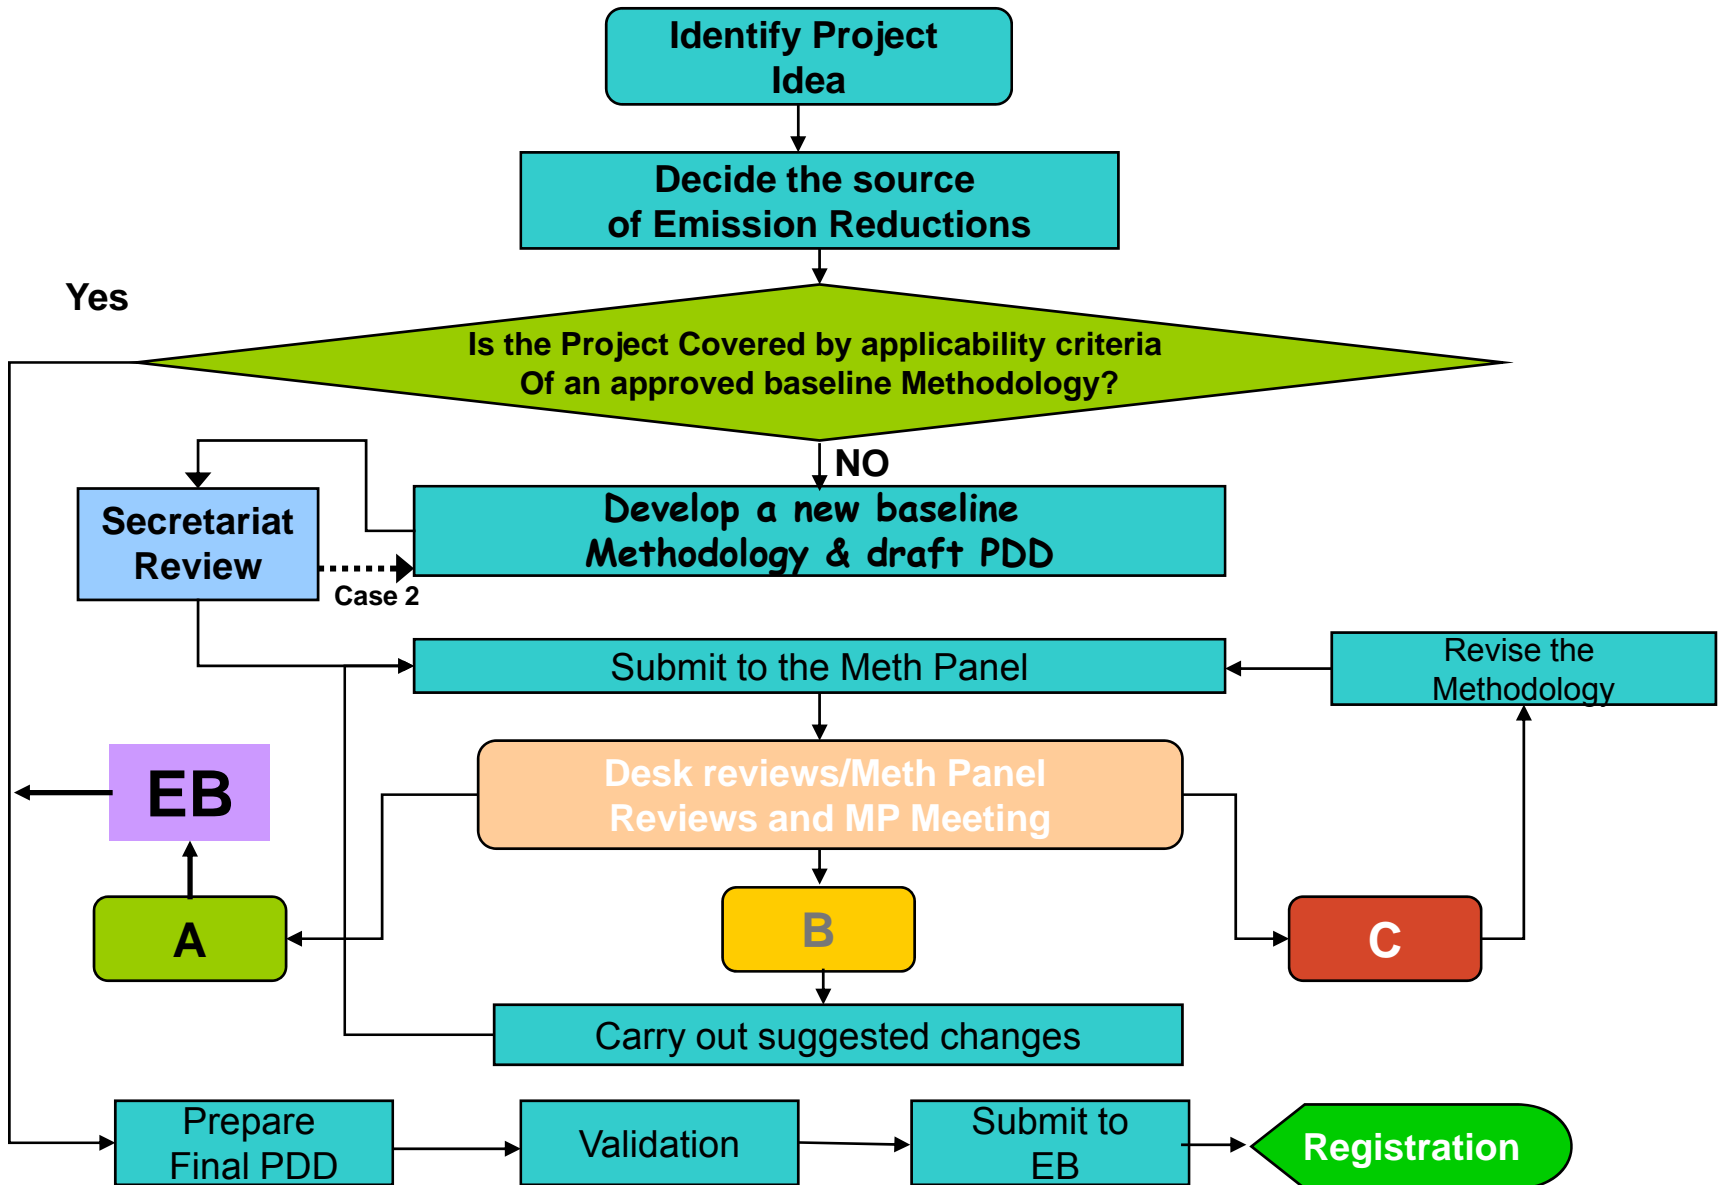 Identify Project
Idea
Decide the source
of Emission Reductions
Yes
Is the Project Covered by applicability criteria
Of an approved baseline Methodology?
NO
Secretariat
Review
Develop a new baseline
Methodology & draft PDD
Case 2
Submit to the Meth Panel
Revise the
Methodology
EB
Desk reviews/Meth Panel
Reviews and MP Meeting
A
B
C
Carry out suggested changes
Prepare
Final PDD
Validation
Submit to
EB
Registration